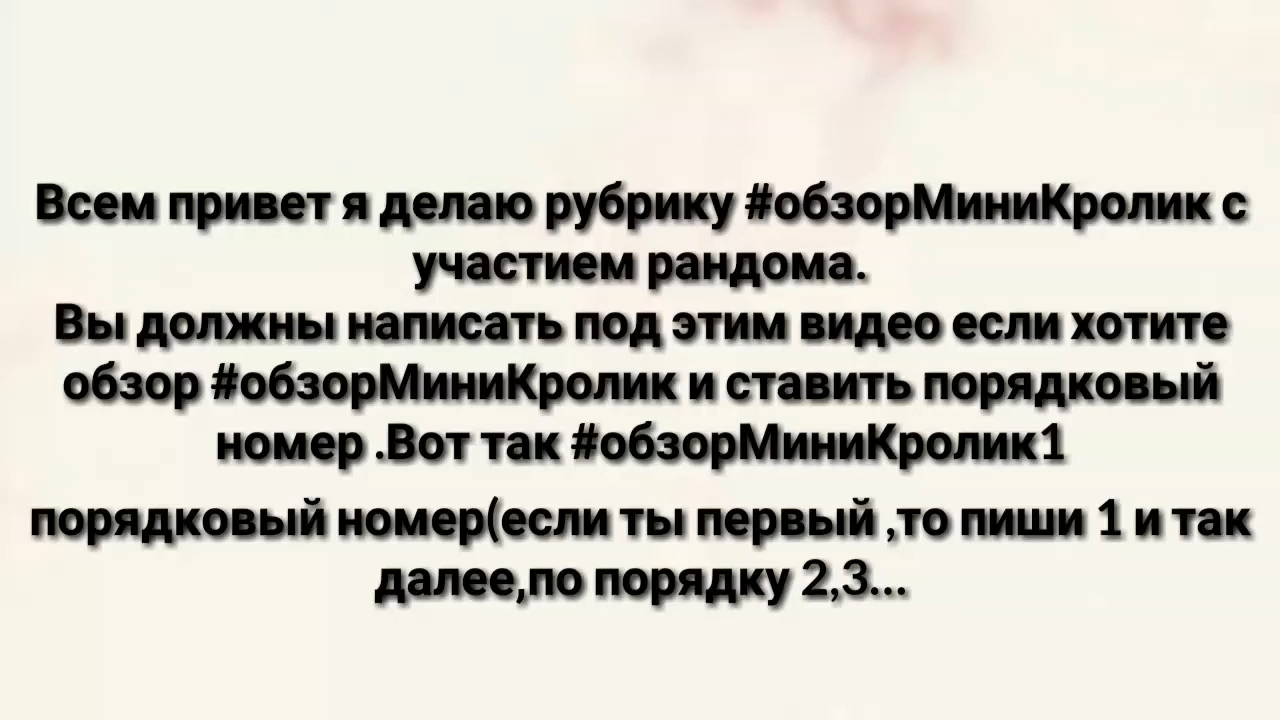 Всем привет я делаю рубрику #обзорМиниКролик с
участием рандома.
Вы должны написать под этим видео если хотите
обзор #обзорМиниКролик и ставить порядковый
номер .Вот так #обзорМиниКролик1
порядковый номер(если ты первый ,то пиши 1 и так
далее,по порядку 2,3...